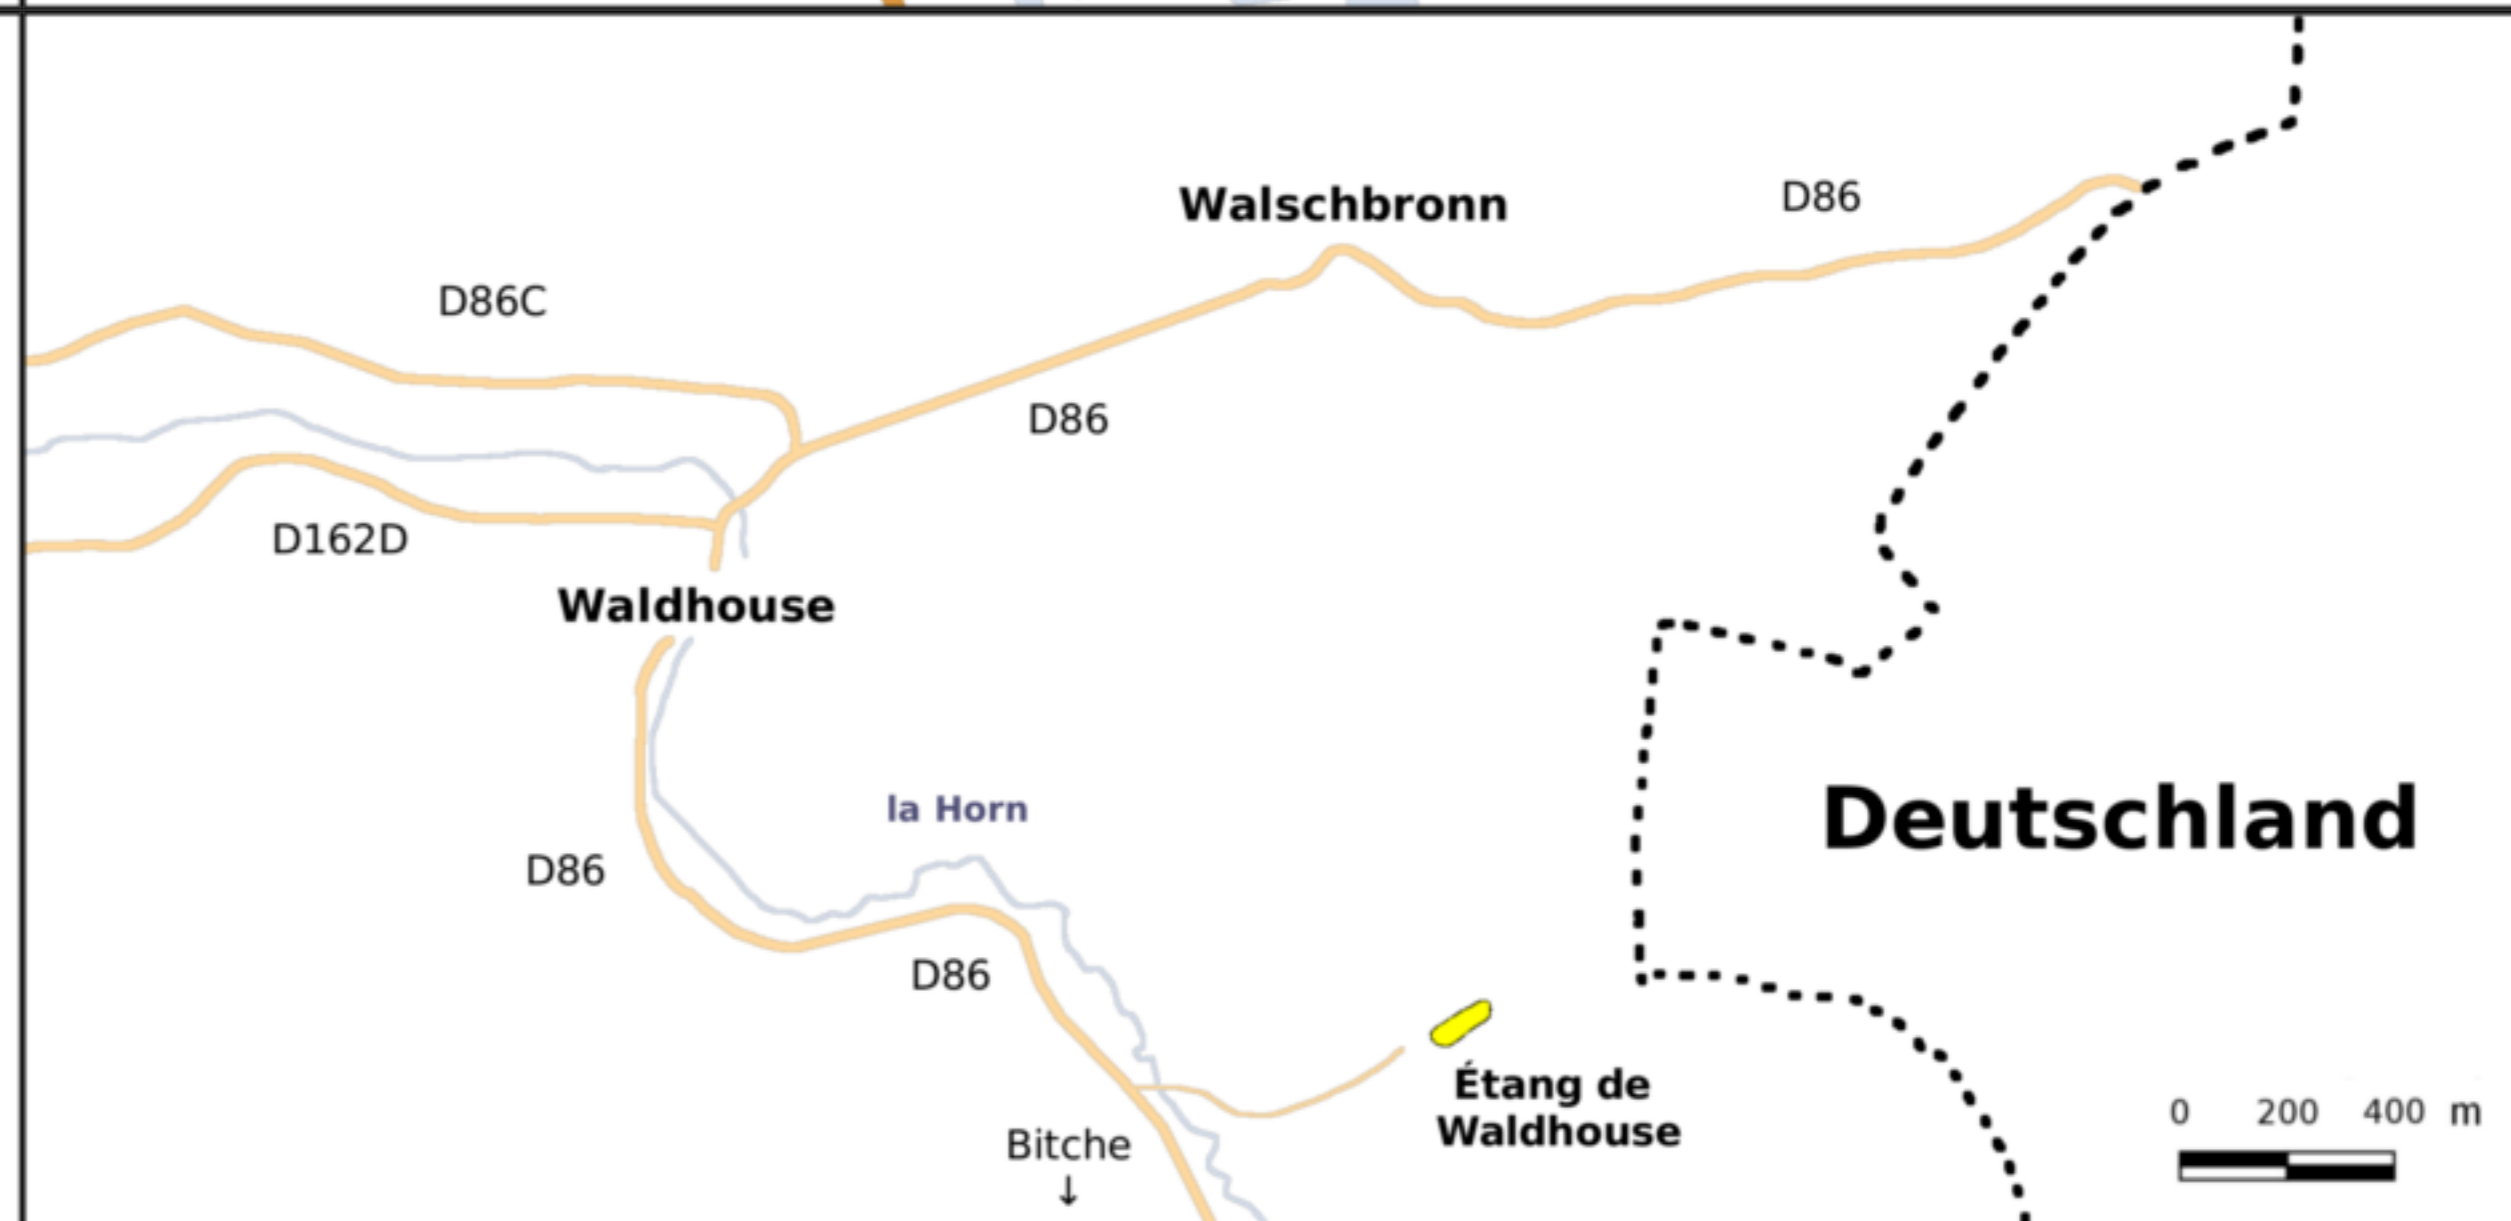 Walschbronn
D86
D86C
D86
D162D
Waldhouse
la Horn
Deutschland
D86
D86
Étang de
Waldhouse
0 200 400 m
Bitche
↓